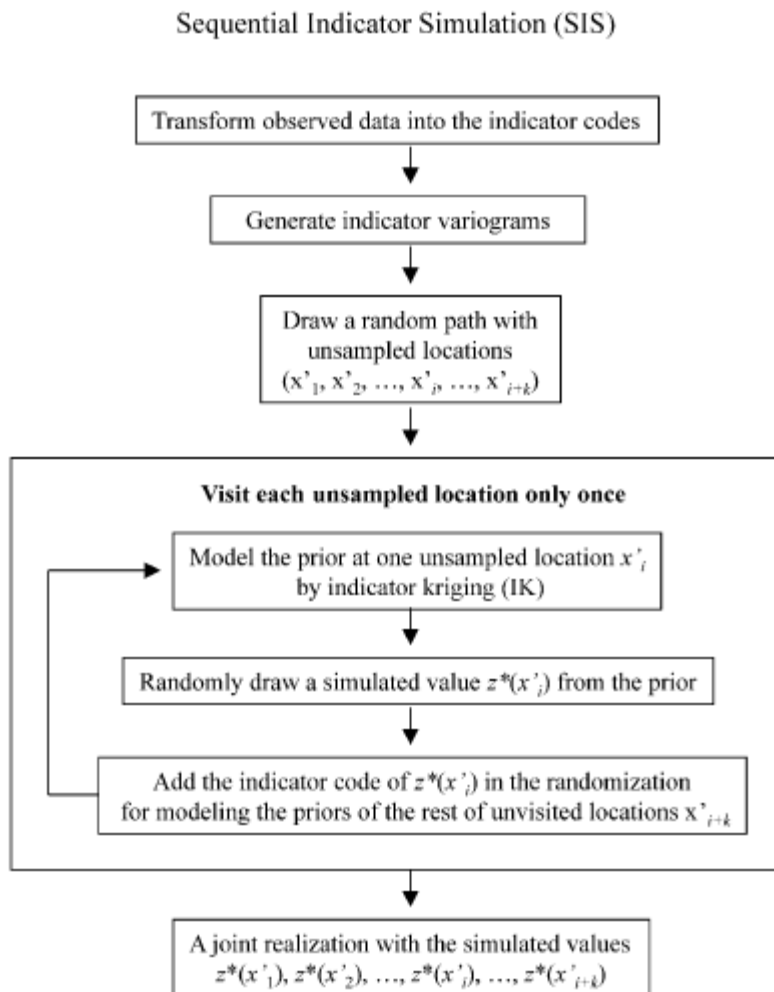 Sequential Indicator Simulation (SIS)
Transform observed data into the indicator codes
Generate indicator variograms
Draw a random path with
unsampled locations
(x’₁, x’₂, …, x’ᵢ, …, x’ᵢ₊ₖ)
Visit each unsampled location only once
Model the prior at one unsampled location x’ᵢ
by indicator kriging (IK)
Randomly draw a simulated value z*(x’ᵢ) from the prior
Add the indicator code of z*(x’ᵢ) in the randomization
for modeling the priors of the rest of unvisited locations x’ᵢ₊ₖ
A joint realization with the simulated values
z*(x’₁), z*(x’₂), …, z*(x’ᵢ), …, z*(x’ᵢ₊ₖ)